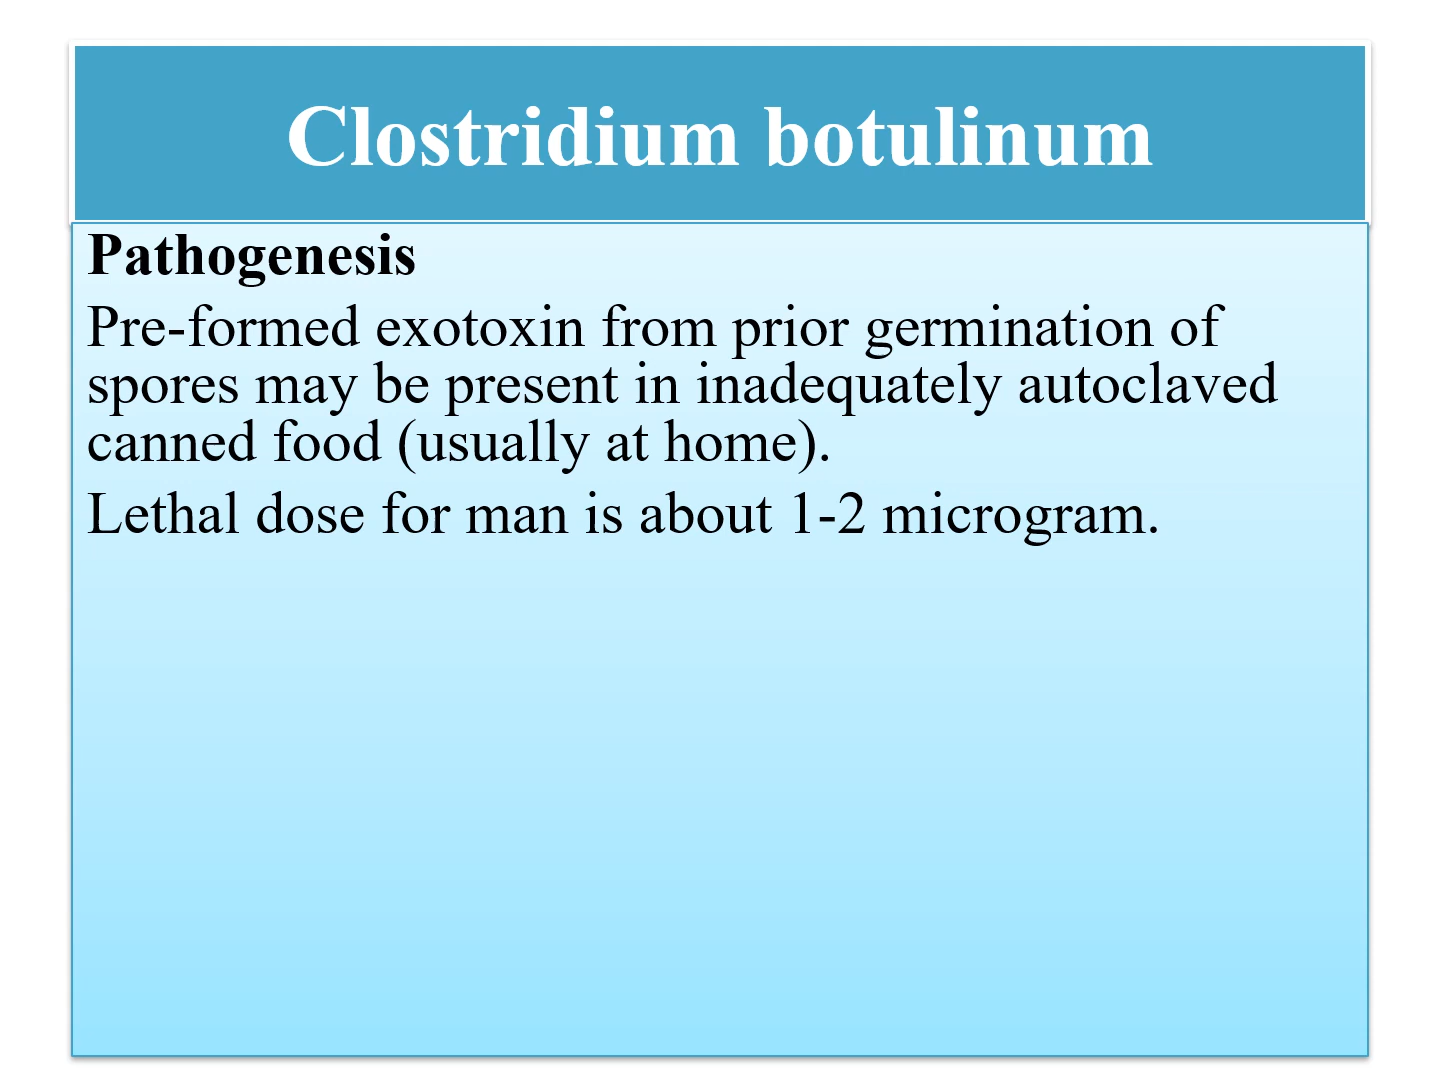 Clostridium botulinum
Pathogenesis
Pre-formed exotoxin from prior germination of
spores may be present in inadequately autoclaved
canned food (usually at home).
Lethal dose for man is about 1-2 microgram.